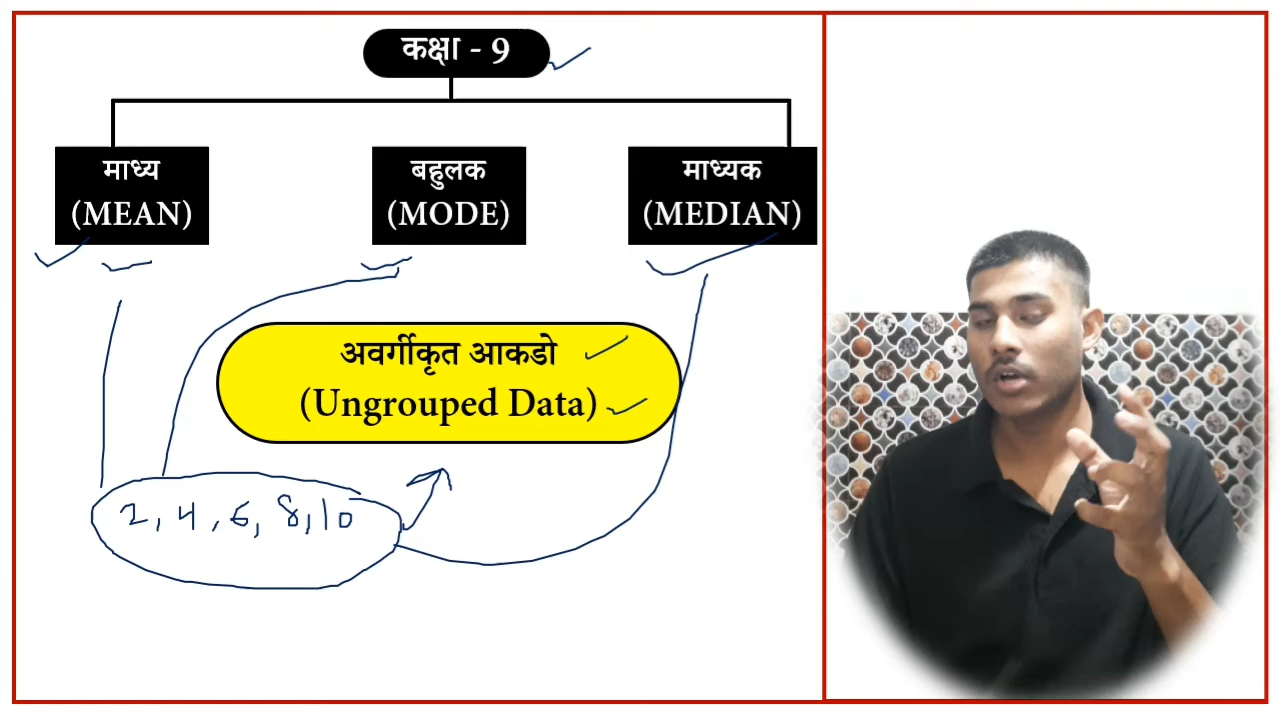 कक्षा - 9
माध्य
(MEAN)
बहुलक
(MODE)
माध्यक
(MEDIAN)
अवर्गीकृत आकडो
(Ungrouped Data)
2, 4, 6, 8, 10